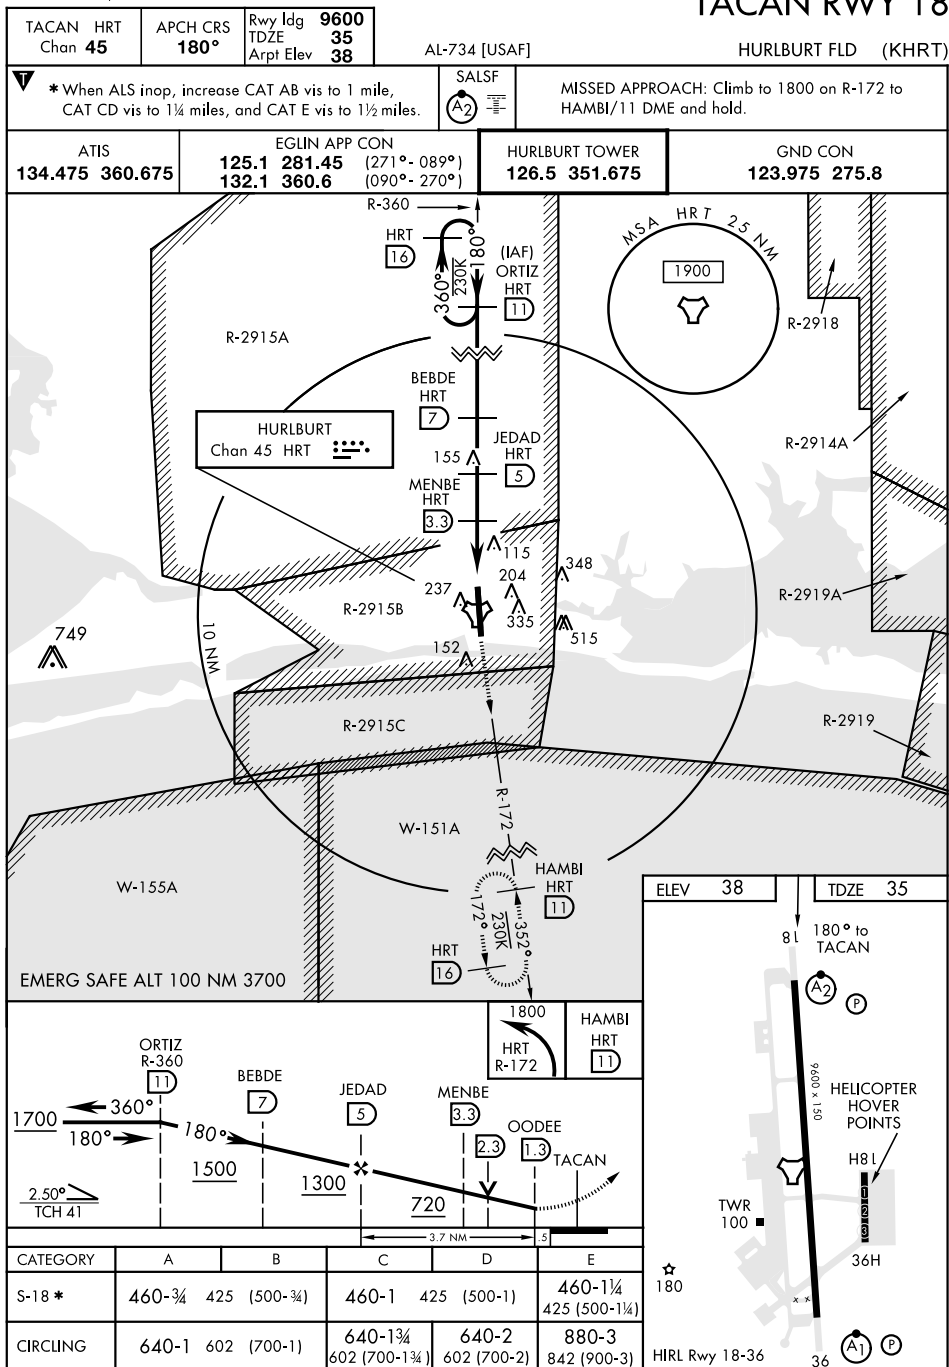 TACAN RWY 18
TACAN HRT
Chan 45
APCH CRS
180°
Rwy ldg 9600
TDZE 35
Arpt Elev 38
AL-734 [USAF]
HURLBURT FLD (KHRT)
T
* When ALS inop, increase CAT AB vis to 1 mile,
CAT CD vis to 1¼ miles, and CAT E vis to 1½ miles.
SALSF
A2
MISSED APPROACH: Climb to 1800 on R-172 to
HAMBI/11 DME and hold.
ATIS
134.475 360.675
EGLIN APP CON
125.1 281.45 (271°- 089°)
132.1 360.6 (090°- 270°)
HURLBURT TOWER
126.5 351.675
GND CON
123.975 275.8
R-360
HRT
16
360°
230K
180°
(IAF)
ORTIZ
HRT
11
MSA HRT 25 NM
1900
R-2918
R-2915A
BEBDE
HRT
7
HURLBURT
Chan 45 HRT
155
JEDAD
HRT
5
R-2914A
MENBE
HRT
3.3
115
348
237
204
335
R-2915B
R-2919A
10 NM
749
515
152
R-2915C
R-2919
R-172
W-151A
W-155A
HAMBI
HRT
11
172°
230K
352°
HRT
16
EMERG SAFE ALT 100 NM 3700
ELEV 38
TDZE 35
18
180° to
TACAN
A2
P
9600 x 150
HELICOPTER
HOVER
POINTS
18H
1
2
3
36H
TWR
100
180
HIRL Rwy 18-36
36
A1
P
1800
HRT
R-172
HAMBI
HRT
11
ORTIZ
R-360
11
BEBDE
7
JEDAD
5
MENBE
3.3
2.3
OODEE
1.3
TACAN
1700
360°
180°
180°
1500
1300
720
V
2.50°
TCH 41
3.7 NM
.5
CATEGORY A B C D E
S-18 * 460-¾ 425 (500-¾) 460-1 425 (500-1) 460-1¼
425 (500-1¼)
CIRCLING 640-1 602 (700-1) 640-1¾
602 (700-1¾) 640-2
602 (700-2) 880-3
842 (900-3)